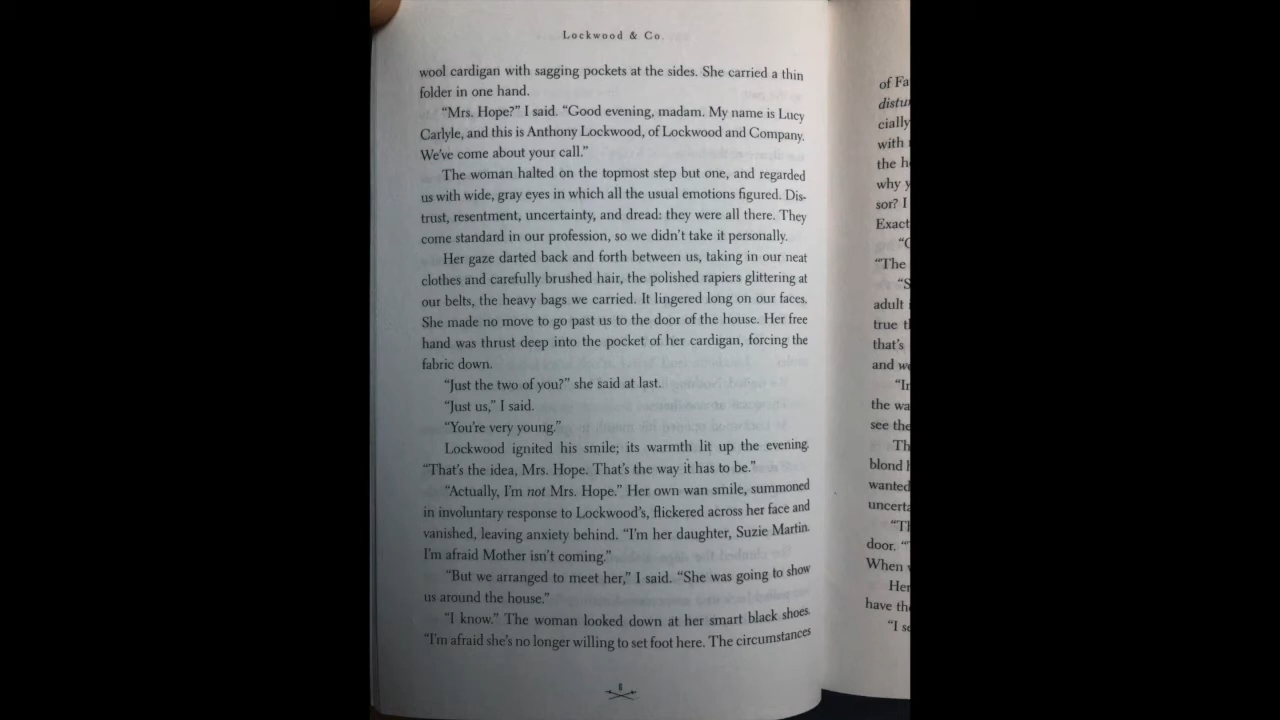 Lockwood & Co.
wool cardigan with sagging pockets at the sides. She carried a thin
folder in one hand.
“Mrs. Hope?” I said. “Good evening, madam. My name is Lucy
Carlyle, and this is Anthony Lockwood, of Lockwood and Company.
We’ve come about your call.”
The woman halted on the topmost step but one, and regarded
us with wide, gray eyes in which all the usual emotions figured. Dis-
trust, resentment, uncertainty, and dread: they were all there. They
come standard in our profession, so we didn’t take it personally.
Her gaze darted back and forth between us, taking in our neat
clothes and carefully brushed hair, the polished rapiers glittering at
our belts, the heavy bags we carried. It lingered long on our faces.
She made no move to go past us to the door of the house. Her free
hand was thrust deep into the pocket of her cardigan, forcing the
fabric down.
“Just the two of you?” she said at last.
“Just us,” I said.
“You’re very young.”
Lockwood ignited his smile; its warmth lit up the evening.
“That’s the idea, Mrs. Hope. That’s the way it has to be.”
“Actually, I’m not Mrs. Hope.” Her own wan smile, summoned
in involuntary response to Lockwood’s, flickered across her face and
vanished, leaving anxiety behind. “I’m her daughter, Suzie Martin.
I’m afraid Mother isn’t coming.”
“But we arranged to meet her,” I said. “She was going to show
us around the house.”
“I know.” The woman looked down at her smart black shoes.
“I’m afraid she’s no longer willing to set foot here. The circumstances
6
of Fa
distu
cially
with
the h
why y
sor? I
Exact
“The
“S
adult
true t
that’s
and we
“I
the wa
see the
Th
blond
wanted
uncerta
“T
door. “
When
Her
have the
“I se